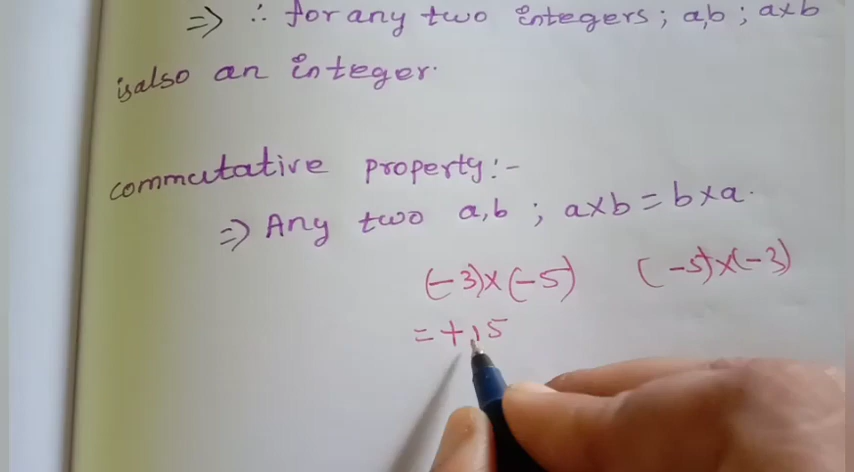 => ∴ for any two integers; a,b; a×b
is also an integer.
commutative property:-
=> Any two a,b ; a×b = b×a.
(-3)×(-5) (-5)×(-3)
= +15